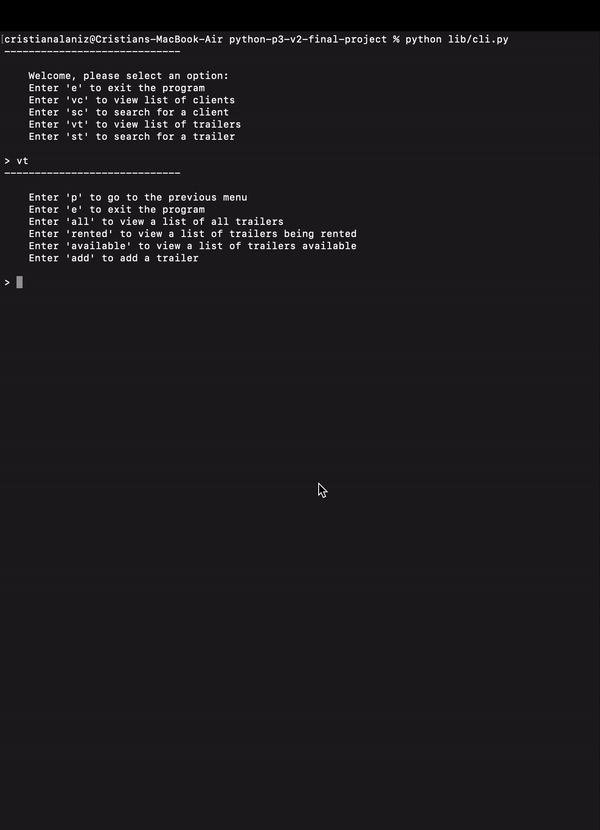 [cristianalaniz@Cristians-MacBook-Air python-p3-v2-final-project % python lib/cli.py
-----------------------------
Welcome, please select an option:
Enter 'e' to exit the program
Enter 'vc' to view list of clients
Enter 'sc' to search for a client
Enter 'vt' to view list of trailers
Enter 'st' to search for a trailer
> vt
-----------------------------
Enter 'p' to go to the previous menu
Enter 'e' to exit the program
Enter 'all' to view a list of all trailers
Enter 'rented' to view a list of trailers being rented
Enter 'available' to view a list of trailers available
Enter 'add' to add a trailer
>